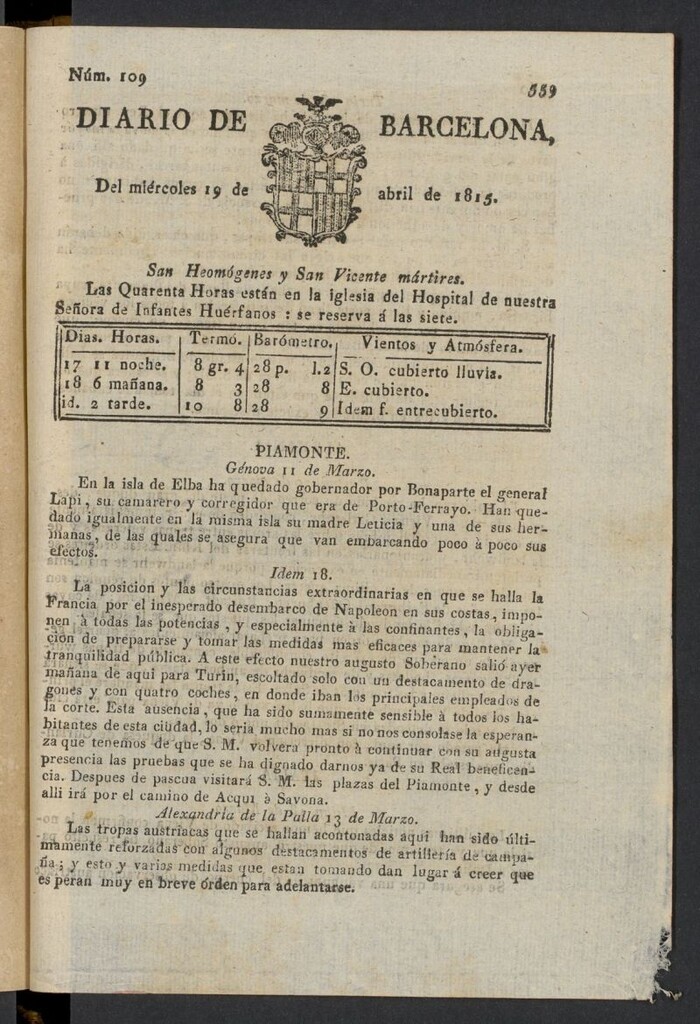 Núm. 109
559
DIARIO DE BARCELONA,
Del miércoles 19 de abril de 1815.
San Heomógenes y San Vicente mártires.
Las Quarenta Horas están en la iglesia del Hospital de nuestra
Señora de Infantes Huérfanos : se reserva á las siete.
Dias. Horas. Termó. Barómetro. Vientos y Atmósfera.
17 11 noche. 8 gr. 4 28 p. 1.2 S. O. cubierto lluvia.
18 6 mañana. 8 3 28 8 E. cubierto.
id. 2 tarde. 10 8 28 9 Idem f. entrecubierto.
PIAMONTE.
Génova 11 de Marzo.
En la isla de Elba ha quedado gobernador por Bonaparte el general
Lapi, su camarero y corregidor que era de Porto-Ferrayo. Han que-
dado igualmente en la misma isla su madre Leticia y una de sus her-
manas, de las quales se asegura que van embarcando poco à poco sus
efectos.
Idem 18.
La posicion y las circunstancias extraordinarias en que se halla la
Francia por el inesperado desembarco de Napoleon en sus costas, impo-
nen à todas las potencias, y especialmente à las confinantes, la obliga-
cion de prepararse y tomar las medidas mas eficaces para mantener la
tranquilidad pública. A este efecto nuestro augusto Soberano salió ayer
mañana de aqui para Turin, escoltado solo con un destacamento de dra-
gones y con quatro coches, en donde iban los principales empleados de
la corte. Esta ausencia, que ha sido sumamente sensible à todos los ha-
bitantes de esta ciudad, lo seria mucho mas si no nos consolase la esperan-
za que tenemos de que S. M. volverá pronto à continuar con su augusta
presencia las pruebas que se ha dignado darnos ya de su Real beneficen-
cia. Despues de pascua visitará S. M. las plazas del Piamonte, y desde
alli irá por el camino de Acqui à Savona.
Alexandria de la Palla 13 de Marzo.
Las tropas austriacas que se hallan acontonadas aqui han sido últi-
mamente reforzadas con algunos destacamentos de artilleria de campa-
ña; y esto y varias medidas que estan tomando dan lugar á creer que
esperan muy en breve órden para adelantarse.